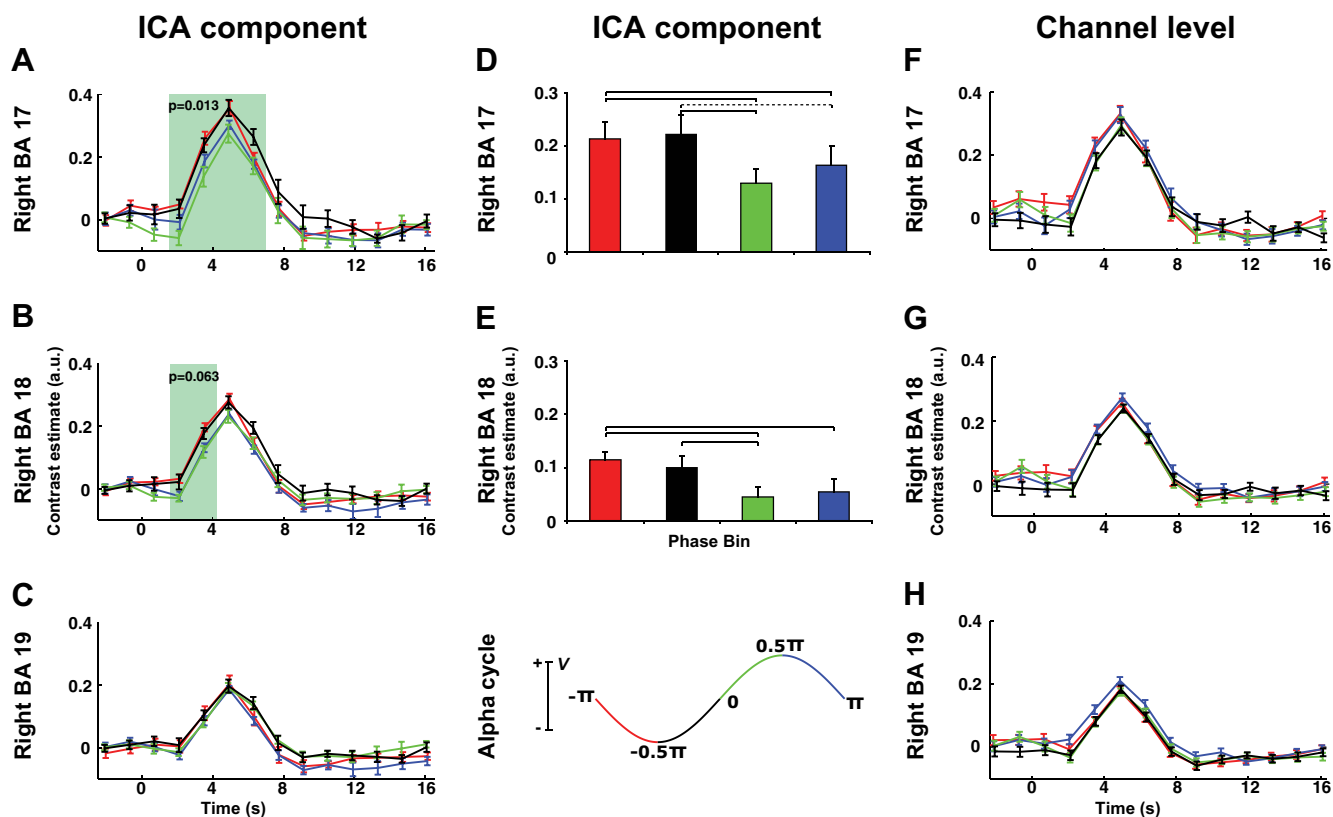 ICA component
ICA component
Channel level
A
Right BA 17
0.4
0.2
0
p=0.013
0 4 8 12 16
D
Right BA 17
0.3
0.2
0.1
0
F
Right BA 17
0.4
0.2
0
0 4 8 12 16
B
Right BA 18
Contrast estimate (a.u.)
0.4
0.2
0
p=0.063
0 4 8 12 16
E
Right BA 18
Contrast estimate (a.u.)
0.3
0.2
0.1
0
Phase Bin
G
Right BA 18
Contrast estimate (a.u.)
0.4
0.2
0
0 4 8 12 16
C
Right BA 19
0.4
0.2
0
0 4 8 12 16
Time (s)
Alpha cycle
+ V
-
-π
-0.5π
0
0.5π
π
H
Right BA 19
0.4
0.2
0
0 4 8 12 16
Time (s)